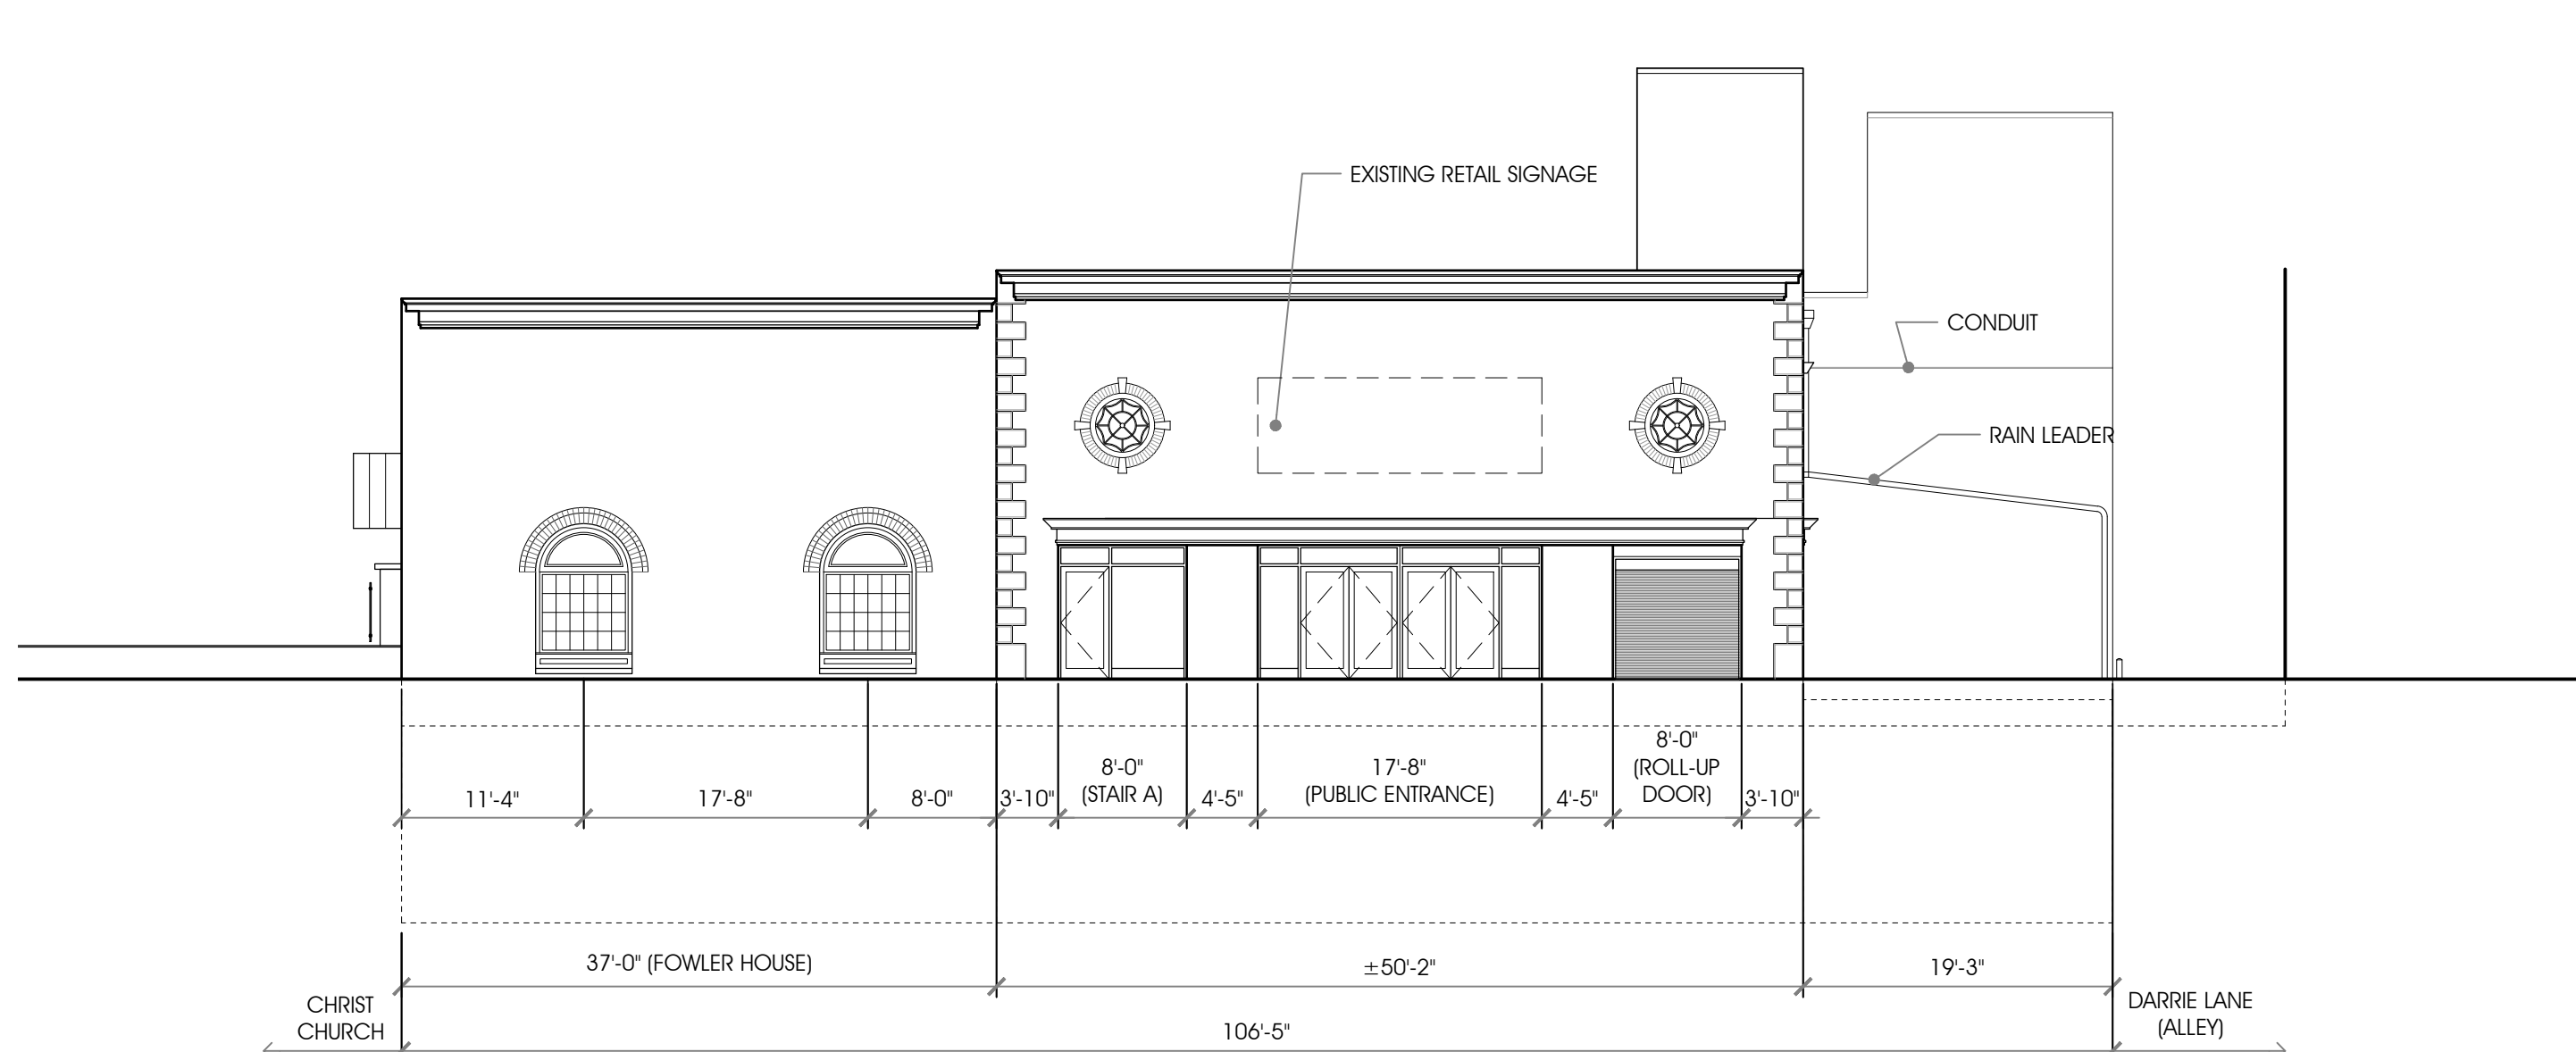 EXISTING RETAIL SIGNAGE
CONDUIT
RAIN LEADER
11'-4"
17'-8"
8'-0"
3'-10"
8'-0"
(STAIR A)
4'-5"
17'-8"
(PUBLIC ENTRANCE)
4'-5"
8'-0"
(ROLL-UP
DOOR)
3'-10"
37'-0" (FOWLER HOUSE)
±50'-2"
19'-3"
CHRIST
CHURCH
106'-5"
DARRIE LANE
(ALLEY)